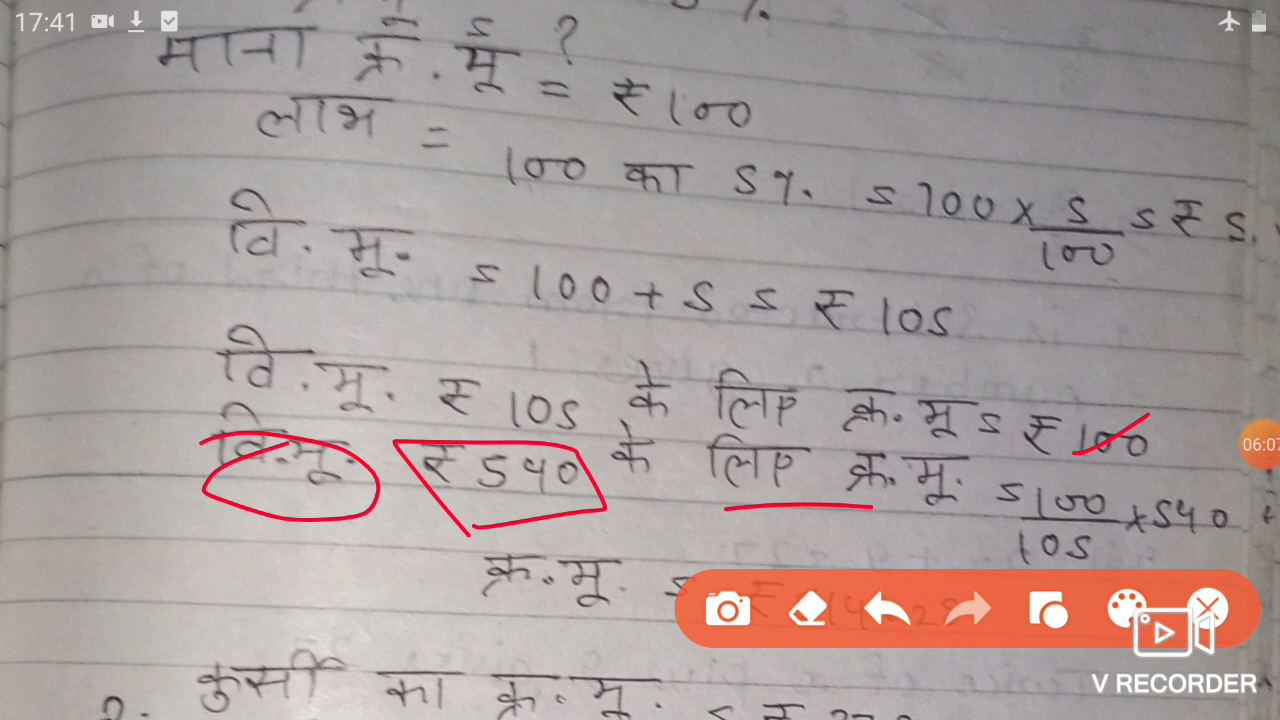 17:41
माना क्र. मू = ₹100
लाभ = 100 का 5%. = 100 × 5/100 = ₹ 5.
वि. मू. = 100 + 5 = ₹ 105
वि. मू. ₹ 105 के लिए क्र. मू = ₹ 100
वि. मू. ₹ 540 के लिए क्र. मू. = 100/105 × 540
क्र. मू. = ₹
कुर्सी का क्र. मू.
06:07
V RECORDER